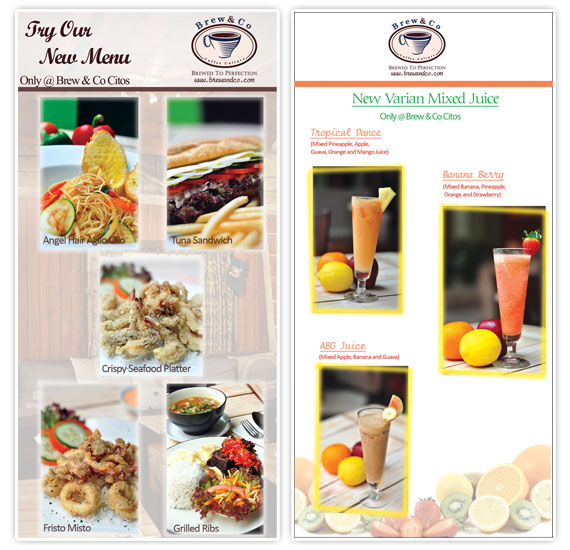 Try Our
New Menu
Brew & Co
Coffee Culture
BREWED TO PERFECTION
www.brewandco.com
Only @ Brew & Co Citos
Angel Hair Aglio Olio
Tuna Sandwich
Crispy Seafood Platter
Fristo Misto
Grilled Ribs
Brew & Co
Coffee Culture
BREWED TO PERFECTION
www.brewandco.com
New Varian Mixed Juice
Only @ Brew & Co Citos
Tropical Dance
(Mixed Pineapple, Apple,
Guava, Orange and Mango Juice)
Banana Berry
(Mixed Banana, Pineapple,
Orange and Strawberry)
ABG Juice
(Mixed Apple, Banana and Guava)